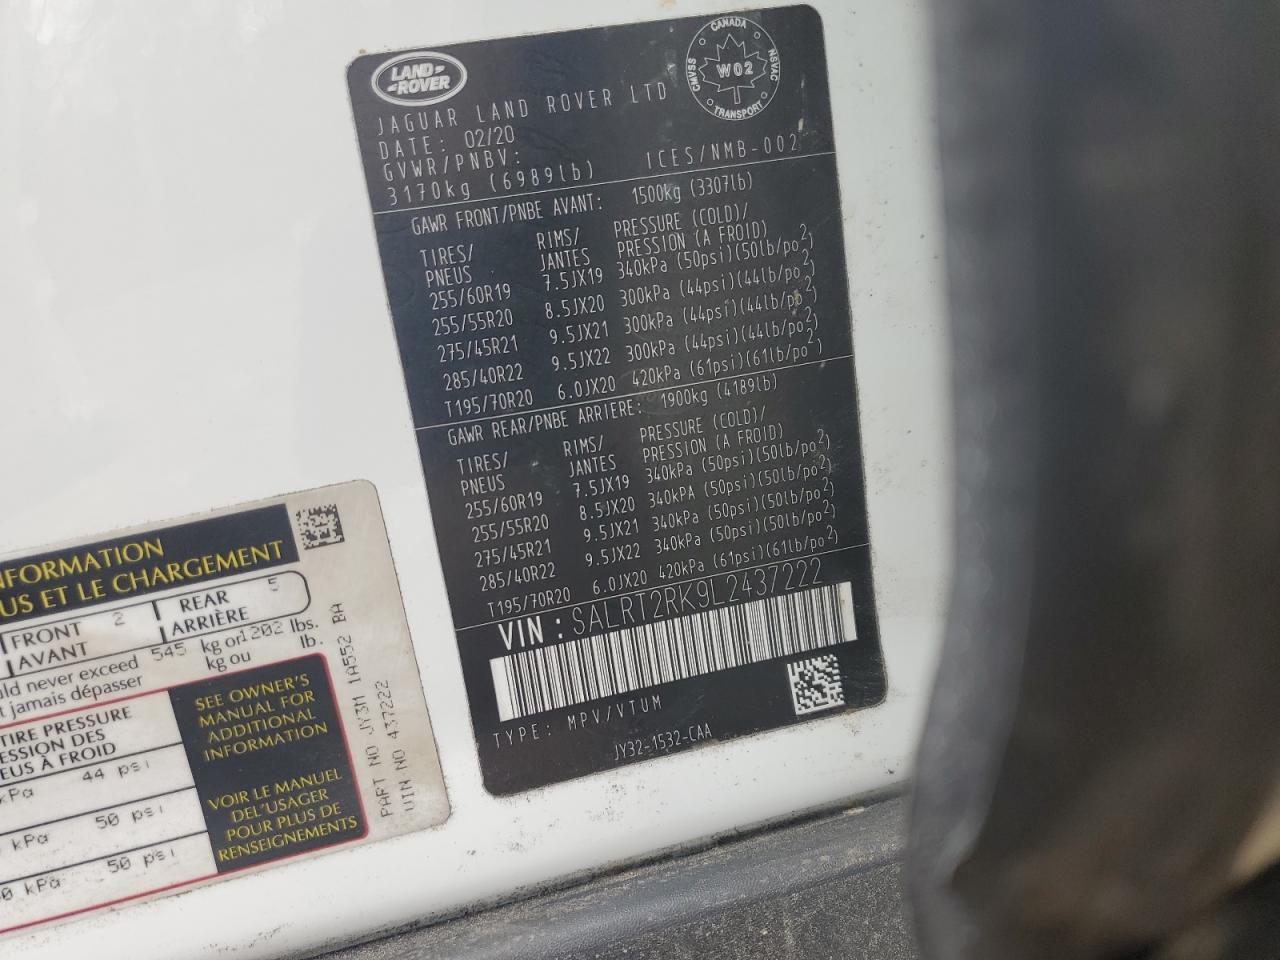 LAND-
-ROVER
CANADA
CMVSS
NSVAC
W02
TRANSPORT
JAGUAR LAND ROVER LTD
DATE: 02/20
GVWR/PNBV:
3170kg (6989lb)
ICES/NMB-002
GAWR FRONT/PNBE AVANT: 1500kg (3307lb)
TIRES/ RIMS/ PRESSURE (COLD)/
PNEUS JANTES PRESSION (A FROID)
255/60R19 7.5JX19 340kPa (50psi)(50lb/po2)
255/55R20 8.5JX20 300kPa (44psi)(44lb/po2)
275/45R21 9.5JX21 300kPa (44psi)(44lb/po2)
285/40R22 9.5JX22 300kPa (44psi)(44lb/po2)
T195/70R20 6.0JX20 420kPa (61psi)(61lb/po2)
GAWR REAR/PNBE ARRIERE: 1900kg (4189lb)
TIRES/ RIMS/ PRESSURE (COLD)/
PNEUS JANTES PRESSION (A FROID)
255/60R19 7.5JX19 340kPa (50psi)(50lb/po2)
255/55R20 8.5JX20 340kPA (50psi)(50lb/po2)
275/45R21 9.5JX21 340kPa (50psi)(50lb/po2)
285/40R22 9.5JX22 340kPa (50psi)(50lb/po2)
T195/70R20 6.0JX20 420kPa (61psi)(61lb/po2)
VIN: SALRT2RK9L2437222
TYPE: MPV/VTUM
JY32-1532-CAA
NFORMATION
US ET LE CHARGEMENT
FRONT 2 REAR 5
AVANT ARRIÈRE
uld never exceed 545 kg or 1202 lbs.
t jamais dépasser kg ou lb.
TIRE PRESSURE
ESSION DES
EUS À FROID
kPa 44 psi
kPa 50 psi
0 kPa 50 psi
SEE OWNER'S
MANUAL FOR
ADDITIONAL
INFORMATION
VOIR LE MANUEL
DEL'USAGER
POUR PLUS DE
RENSEIGNEMENTS
PART NO JY3M 1A552 BA
VIN NO 437222